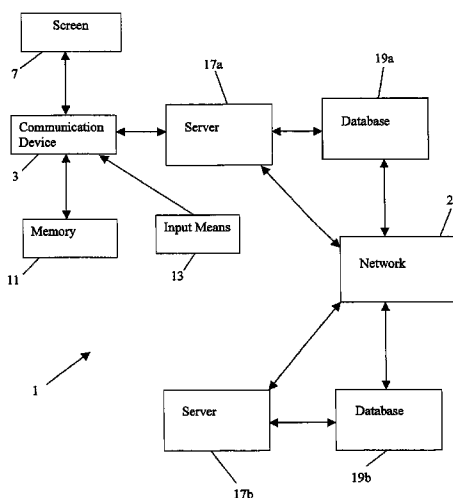 Screen
7
17a
19a
Communication
Device
3
Server
Database
Memory
11
Input Means
13
2
Network
1
Server
17b
Database
19b